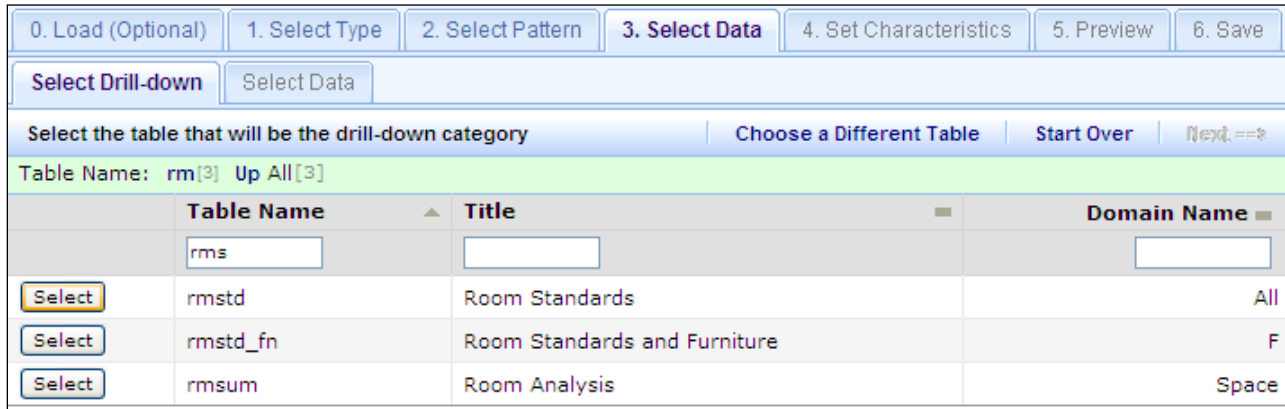 0. Load (Optional) 1. Select Type 2. Select Pattern 3. Select Data 4. Set Characteristics 5. Preview 6. Save
Select Drill-down Select Data
Select the table that will be the drill-down category Choose a Different Table Start Over Next ==>
Table Name: rm[3] Up All[3]
Table Name Title Domain Name
rms
Select rmstd Room Standards All
Select rmstd_fn Room Standards and Furniture F
Select rmsum Room Analysis Space